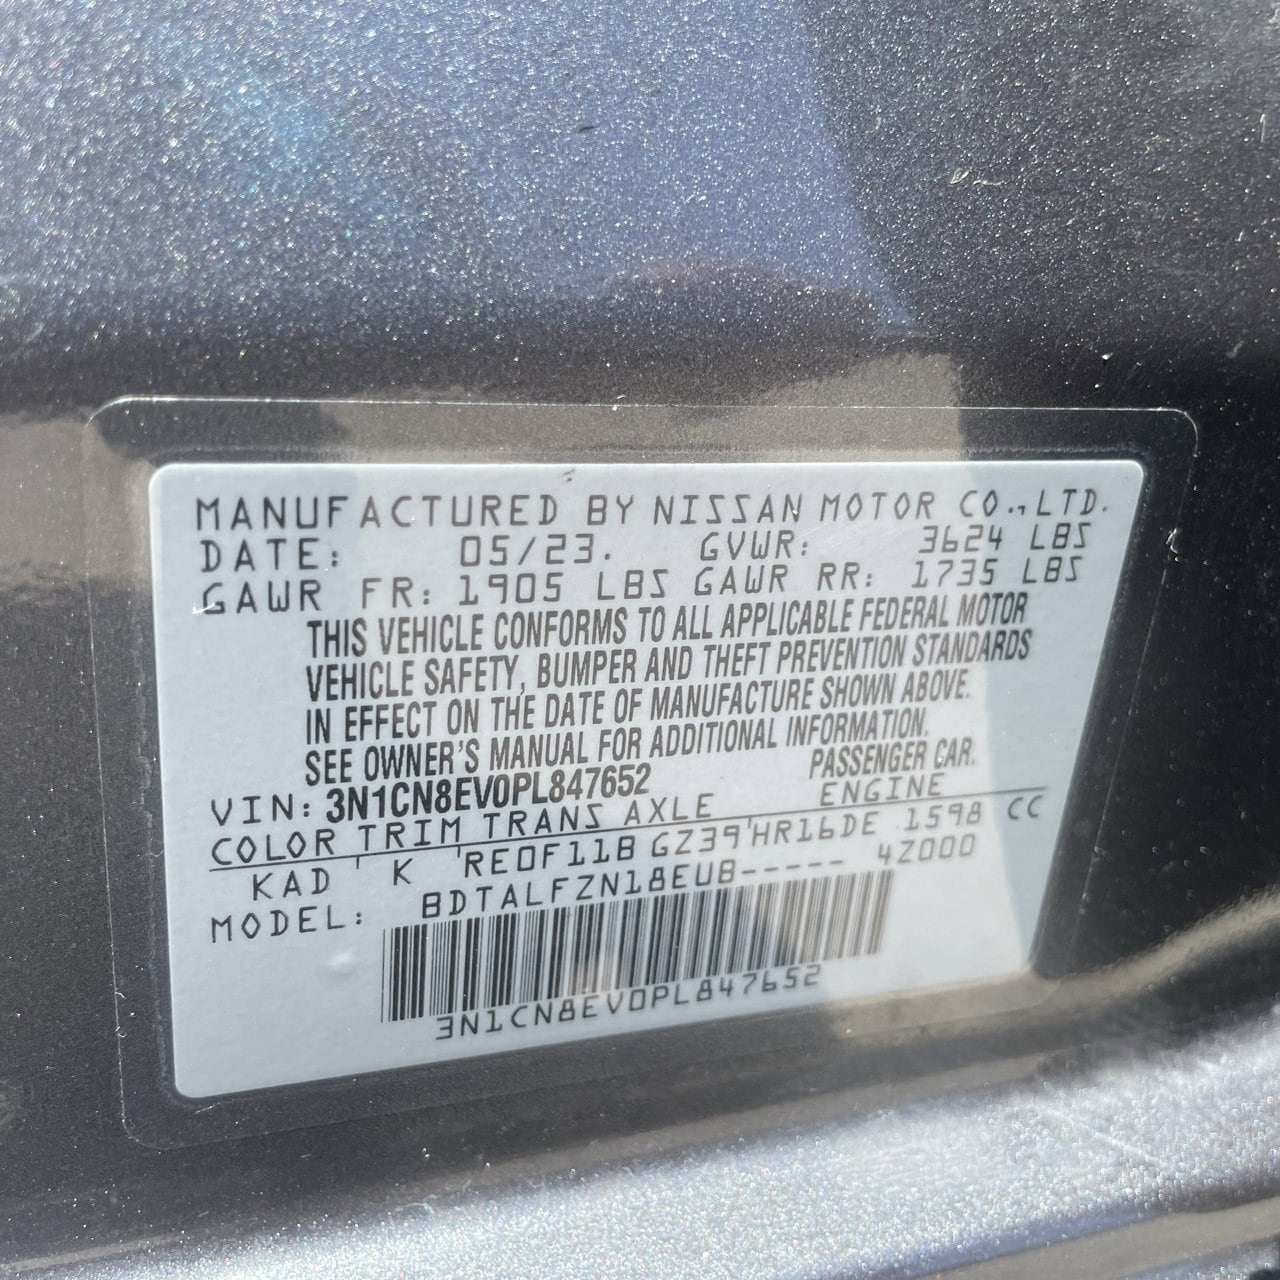 MANUFACTURED BY NISSAN MOTOR CO., LTD.
DATE: 05/23. GVWR: 3624 LBS
GAWR FR: 1905 LBS GAWR RR: 1735 LBS
THIS VEHICLE CONFORMS TO ALL APPLICABLE FEDERAL MOTOR
VEHICLE SAFETY, BUMPER AND THEFT PREVENTION STANDARDS
IN EFFECT ON THE DATE OF MANUFACTURE SHOWN ABOVE.
SEE OWNER'S MANUAL FOR ADDITIONAL INFORMATION.
VIN: 3N1CN8EV0PL847652 PASSENGER CAR.
COLOR TRIM TRANS AXLE ENGINE
KAD K RE0F11B GZ39 HR16DE 1598 CC
MODEL: BDTALFZN18EUB----- 4Z000
3N1CN8EV0PL847652